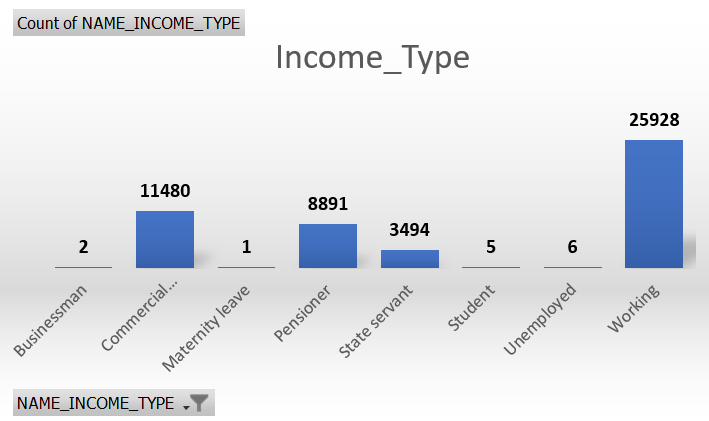 Count of NAME_INCOME_TYPE
Income_Type
2
11480
1
8891
3494
5
6
25928
Businessman
Commercial...
Maternity leave
Pensioner
State servant
Student
Unemployed
Working
NAME_INCOME_TYPE